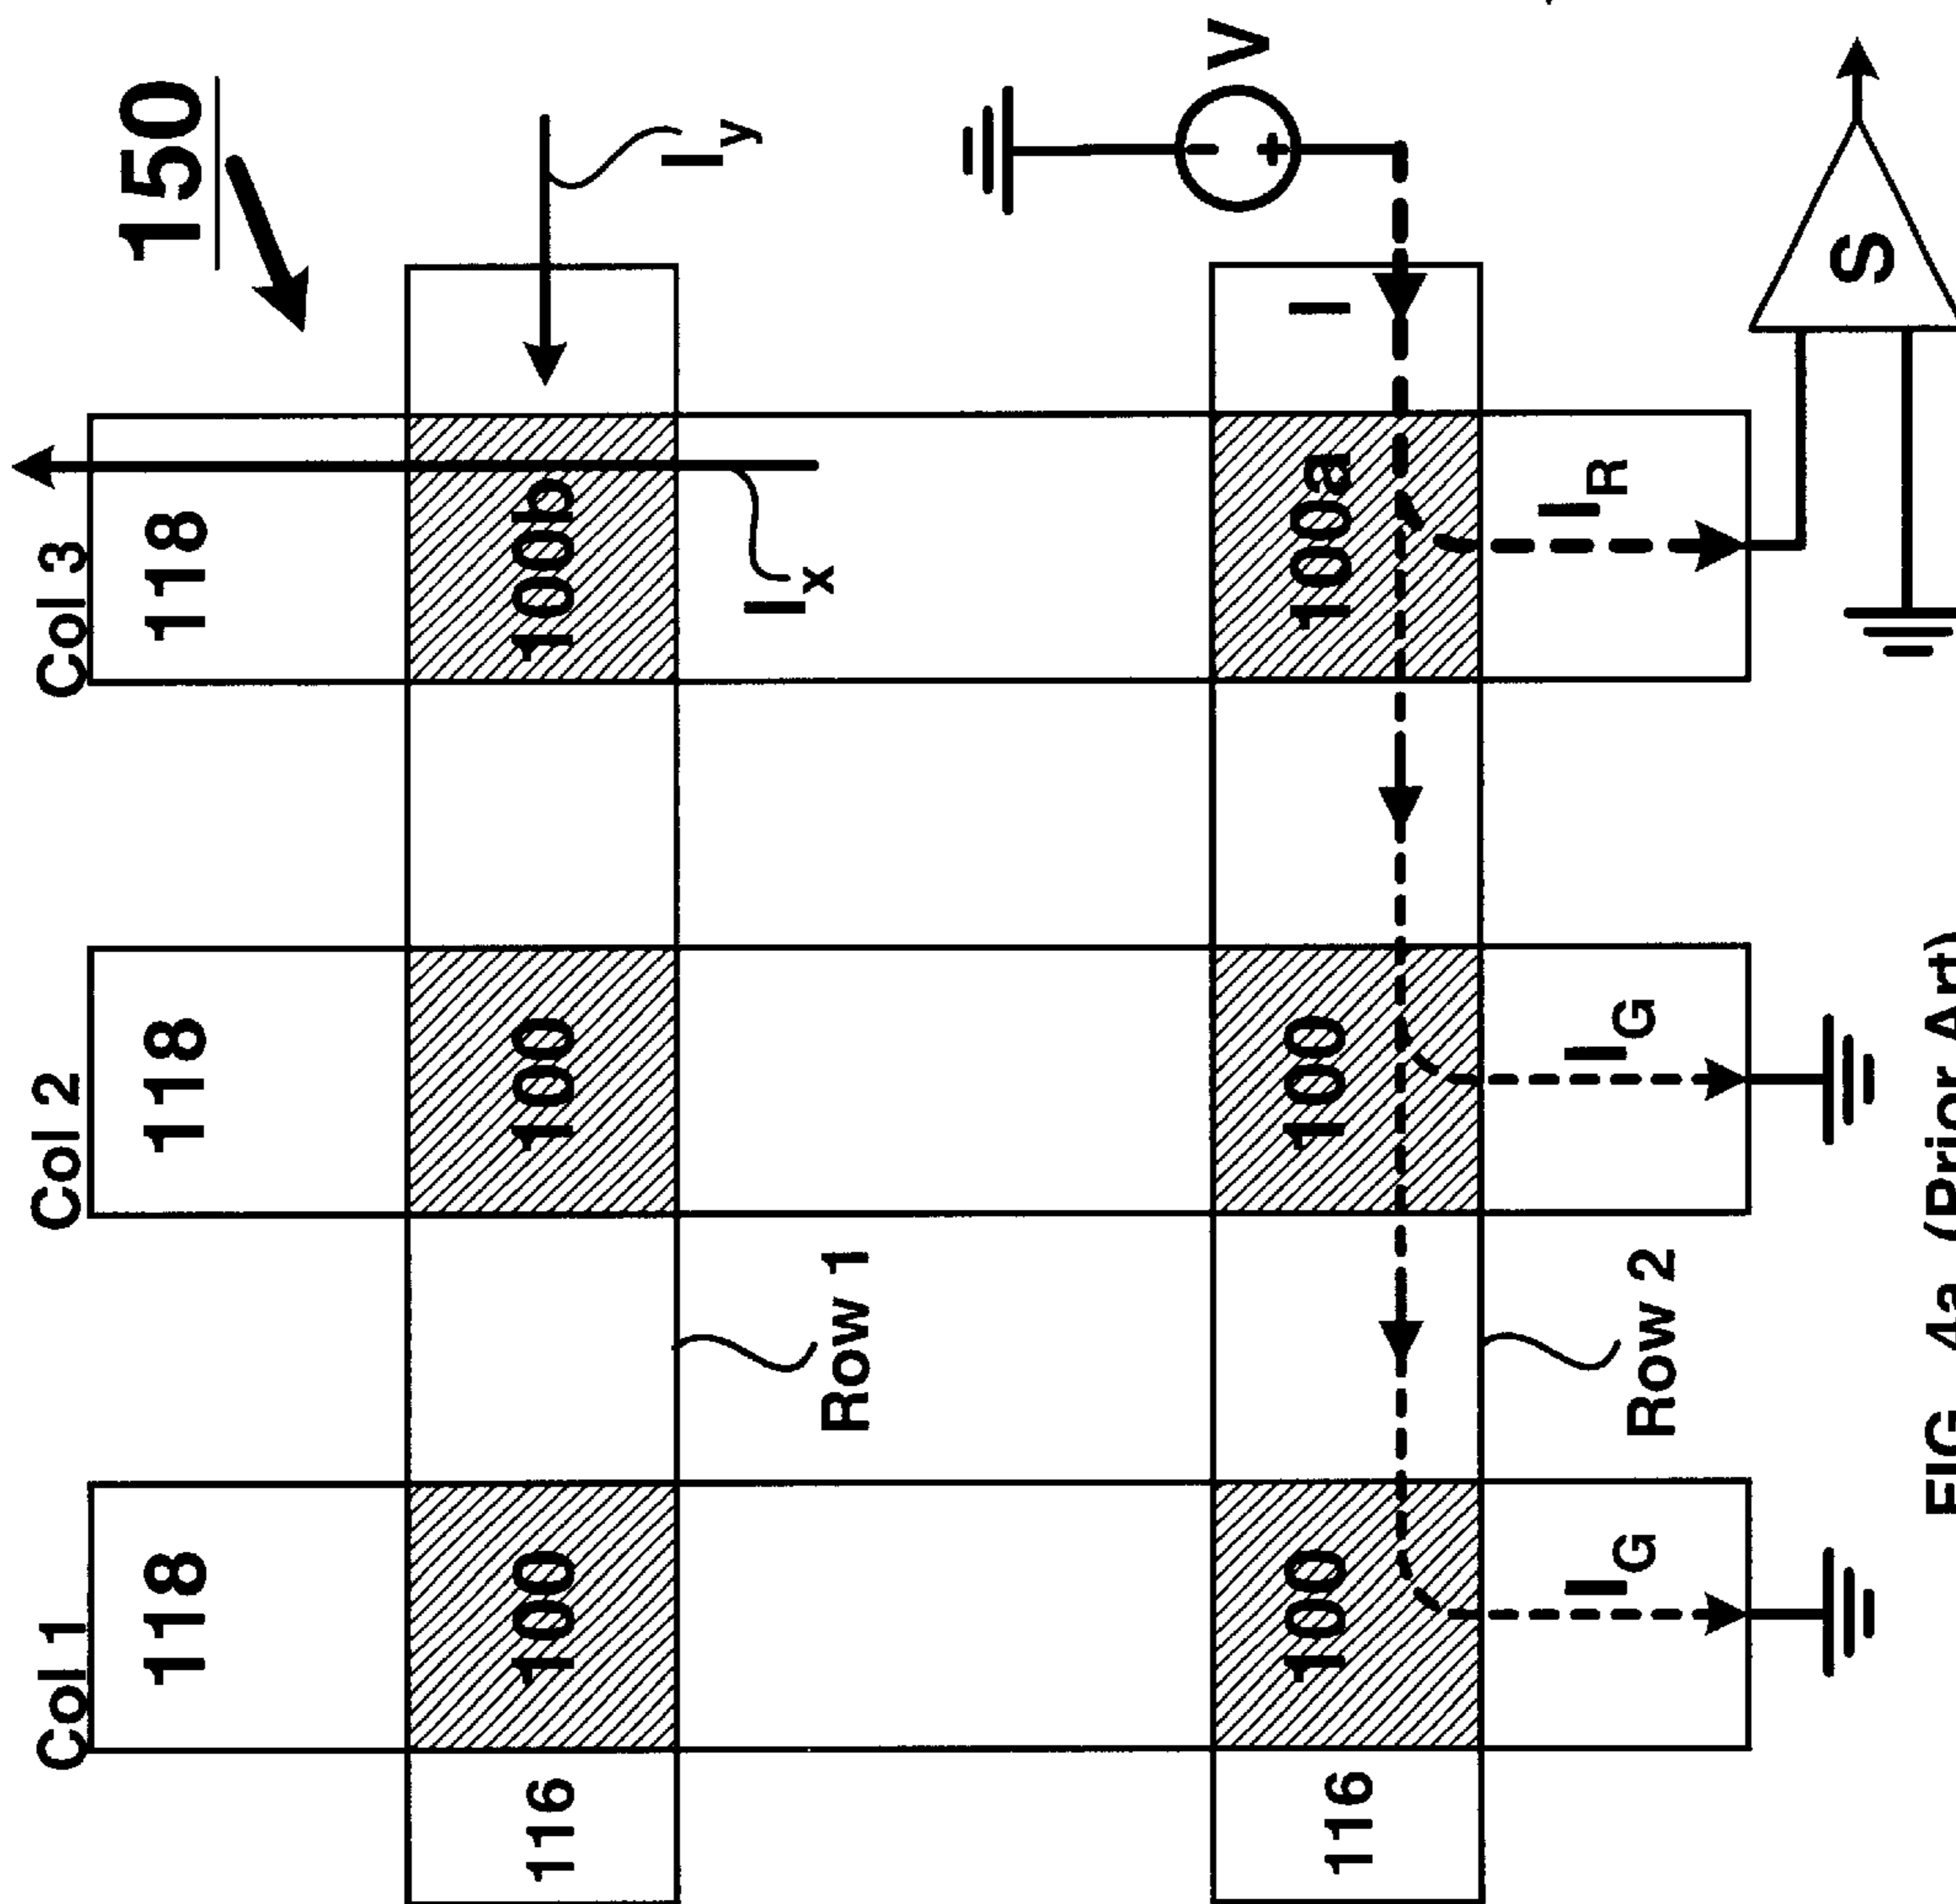 150
Col 1
Col 2
Col 3
118
118
118
Iy
116
100
100
100b
Ix
Row 1
V
116
100
100
100a
I
Row 2
IG
IG
IR
S
FIG. 4a (Prior Art)